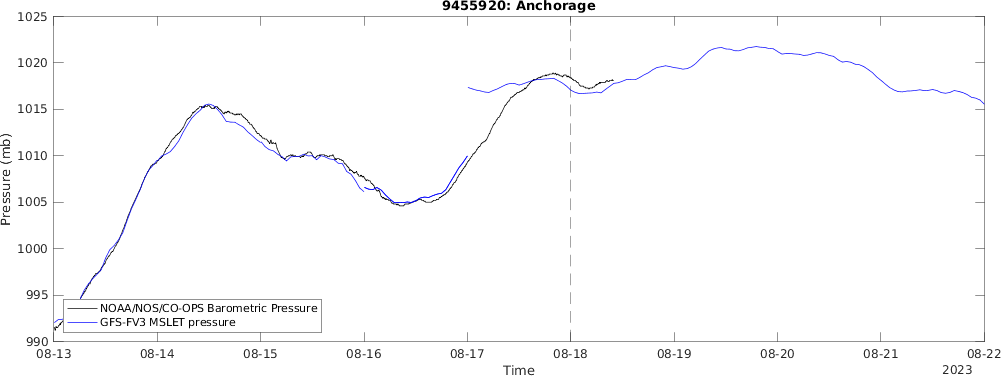 9455920: Anchorage
Pressure (mb)
1025
1020
1015
1010
1005
1000
995
990
NOAA/NOS/CO-OPS Barometric Pressure
GFS-FV3 MSLET pressure
08-13 08-14 08-15 08-16 08-17 08-18 08-19 08-20 08-21 08-22
Time
2023